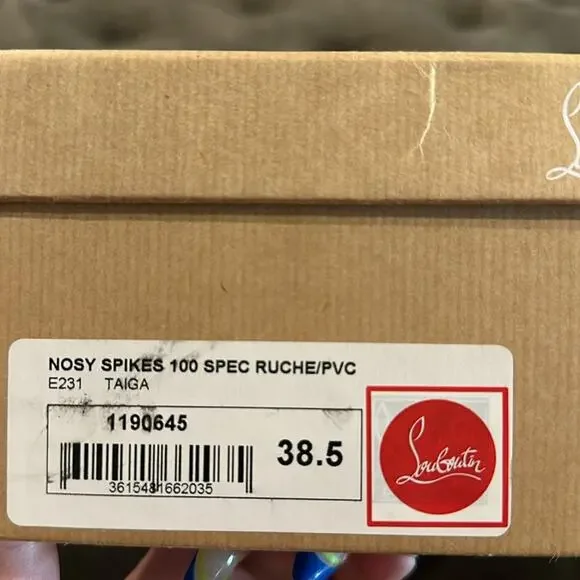 NOSY SPIKES 100 SPEC RUCHE/PVC
E231 TAIGA
1190645
38.5
3615481662035
Louboutin